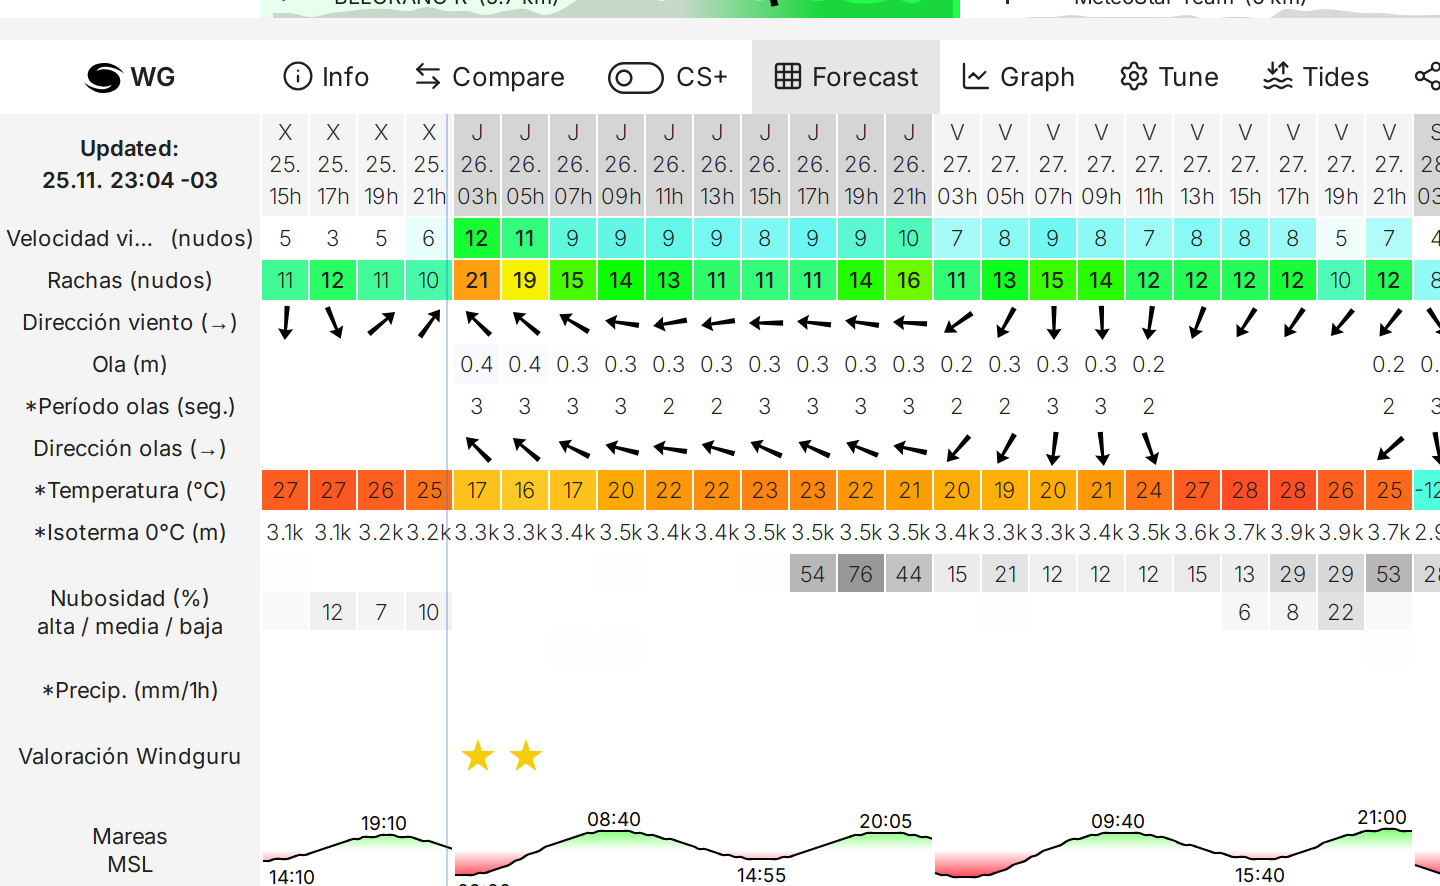 WG Info Compare CS+ Forecast Graph Tune Tides
Updated:
25.11. 23:04 -03
X X X X J J J J J J J J J J V V V V V V V V V V
25. 25. 25. 25. 26. 26. 26. 26. 26. 26. 26. 26. 26. 26. 27. 27. 27. 27. 27. 27. 27. 27. 27. 27.
15h 17h 19h 21h 03h 05h 07h 09h 11h 13h 15h 17h 19h 21h 03h 05h 07h 09h 11h 13h 15h 17h 19h 21h
Velocidad vi... (nudos) 5 3 5 6 12 11 9 9 9 9 8 9 9 10 7 8 9 8 7 8 8 8 5 7 4
Rachas (nudos) 11 12 11 10 21 19 15 14 13 11 11 11 14 16 11 13 15 14 12 12 12 12 10 12 8
Dirección viento (→)
Ola (m) 0.4 0.4 0.3 0.3 0.3 0.3 0.3 0.3 0.3 0.3 0.2 0.3 0.3 0.3 0.2 0.2
*Período olas (seg.) 3 3 3 3 2 2 3 3 3 3 2 2 3 3 2 2
Dirección olas (→)
*Temperatura (°C) 27 27 26 25 17 16 17 20 22 22 23 23 22 21 20 19 20 21 24 27 28 28 26 25 -12
*Isoterma 0°C (m) 3.1k 3.1k 3.2k 3.2k 3.3k 3.3k 3.4k 3.5k 3.4k 3.4k 3.5k 3.5k 3.5k 3.5k 3.4k 3.3k 3.3k 3.4k 3.5k 3.6k 3.7k 3.9k 3.9k 3.7k
54 76 44 15 21 12 12 12 15 13 29 29 53
Nubosidad (%)
12 7 10 6 8 22
alta / media / baja
*Precip. (mm/1h)
Valoración Windguru
19:10 08:40 20:05 09:40 21:00
Mareas
MSL
14:10 14:55 15:40